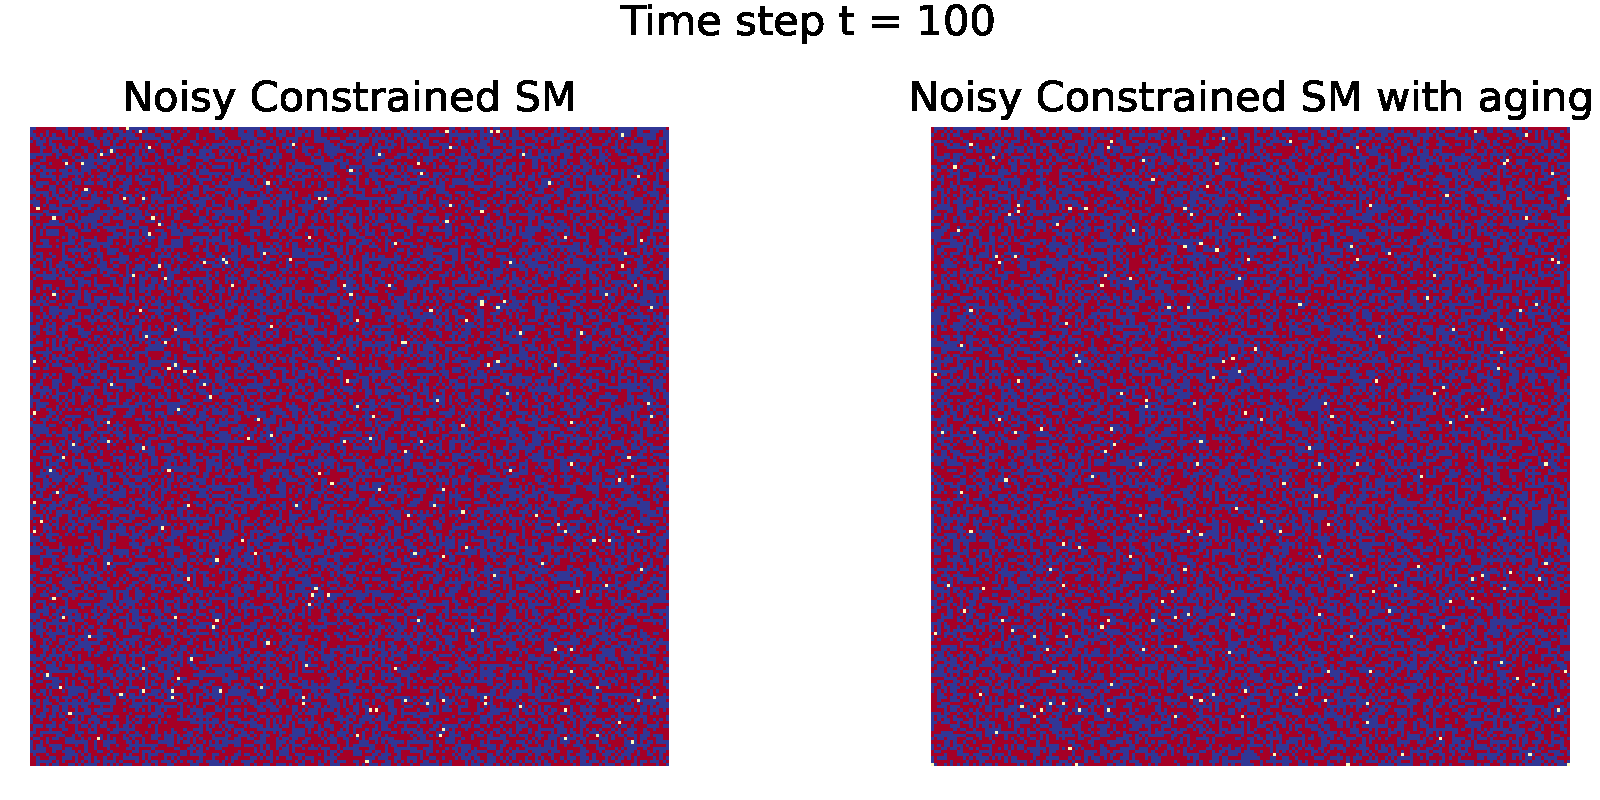 Time step t = 100
Noisy Constrained SM
Noisy Constrained SM with aging